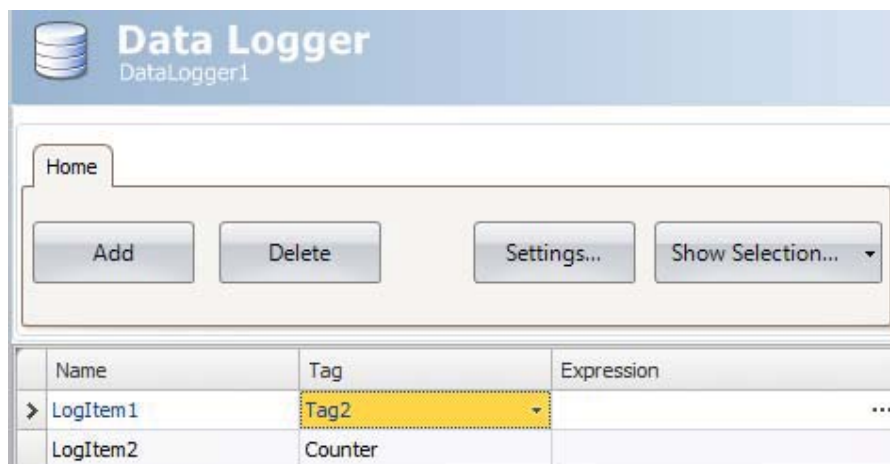 Data Logger
DataLogger1
Home
Add Delete Settings... Show Selection...
Name Tag Expression
LogItem1 Tag2 ...
LogItem2 Counter